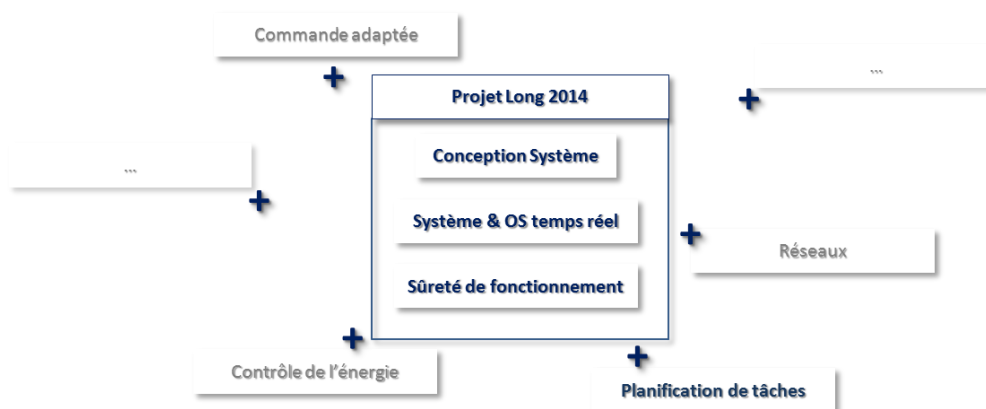 Commande adaptée
...
Projet Long 2014
Conception Système
...
Système & OS temps réel
Réseaux
Sûreté de fonctionnement
Contrôle de l'énergie
Planification de tâches